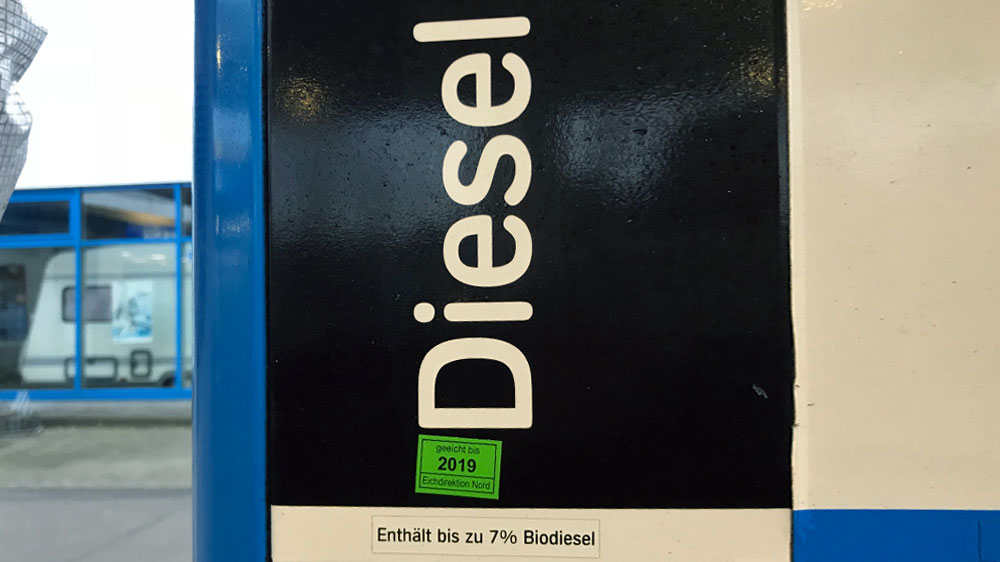 Diesel
geeicht bis
2019
Eichdirektion Nord
Enthält bis zu 7% Biodiesel